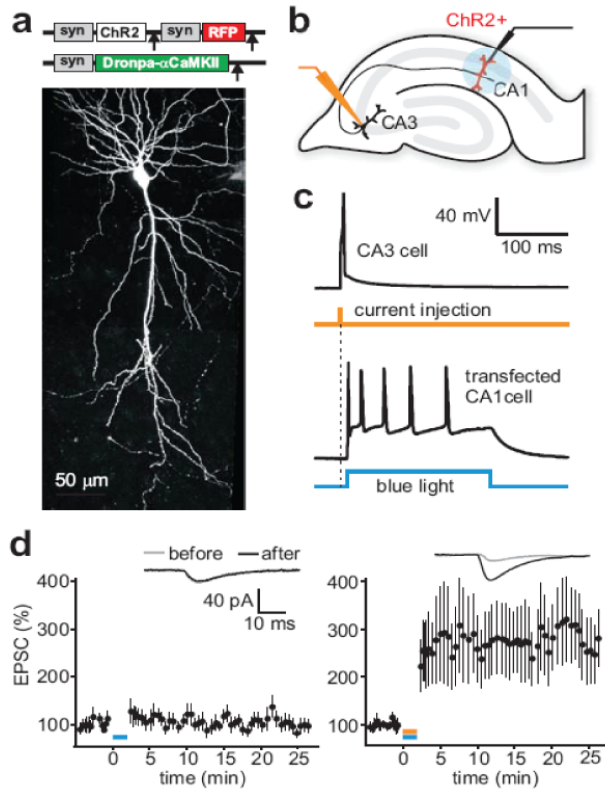 a
syn ChR2 syn RFP
Dronpa-αCaMKII
50 μm
b
ChR2+
CA1
CA3
c
40 mV
100 ms
CA3 cell
current injection
transfected
CA1cell
blue light
d
before after
40 pA
10 ms
EPSC (%)
400
300
200
100
0 5 10 15 20 25
time (min)
400
300
200
100
0 5 10 15 20 25
time (min)